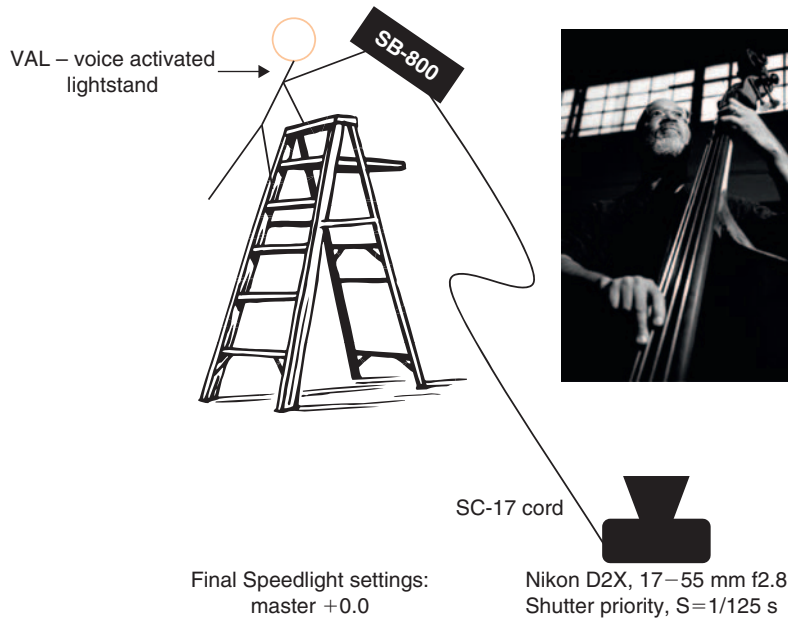 VAL – voice activated
lightstand
SB-800
SC-17 cord
Final Speedlight settings:
master +0.0
Nikon D2X, 17–55 mm f2.8
Shutter priority, S=1/125 s